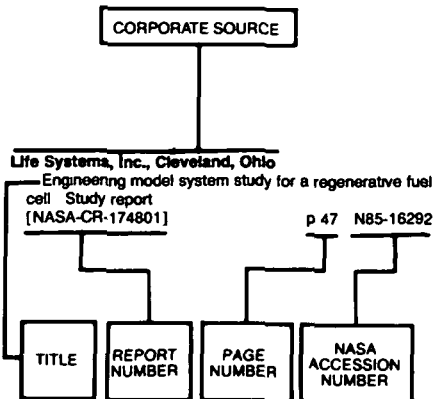 CORPORATE SOURCE
Life Systems, Inc., Cleveland, Ohio
Engineering model system study for a regenerative fuel
cell Study report
[NASA-CR-174801] p 47 N85-16292
TITLE
REPORT
NUMBER
PAGE
NUMBER
NASA
ACCESSION
NUMBER